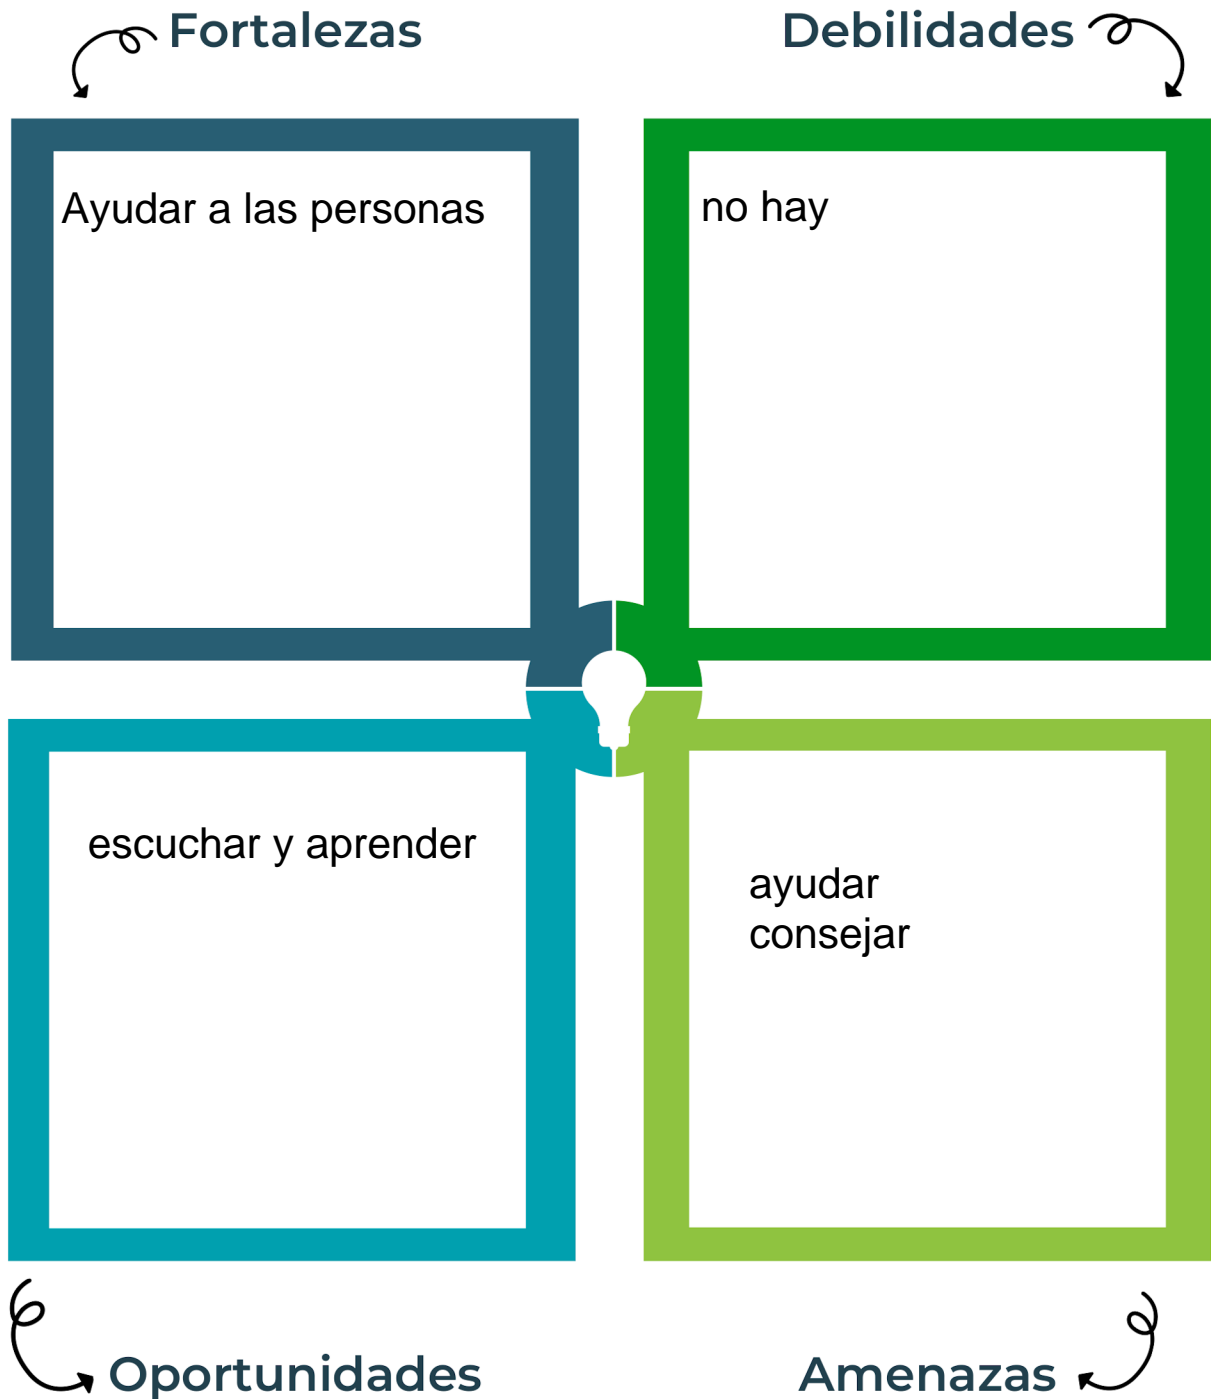 Fortalezas
Debilidades
Ayudar a las personas
no hay
escuchar y aprender
ayudar
consejar
Oportunidades
Amenazas